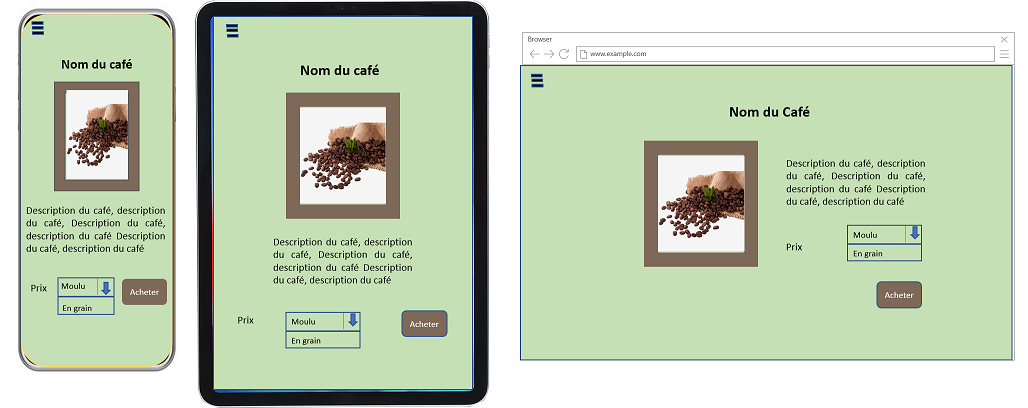 Nom du café
Description du café, description
du café, Description du café,
description du café Description
du café, description du café
Prix
Moulu
En grain
Acheter
Nom du café
Description du café, description
du café, Description du café,
description du café Description
du café, description du café
Prix
Moulu
En grain
Acheter
Browser
www.example.com
Nom du Café
Description du café, description
du café, Description du café,
description du café Description
du café, description du café
Prix
Moulu
En grain
Acheter